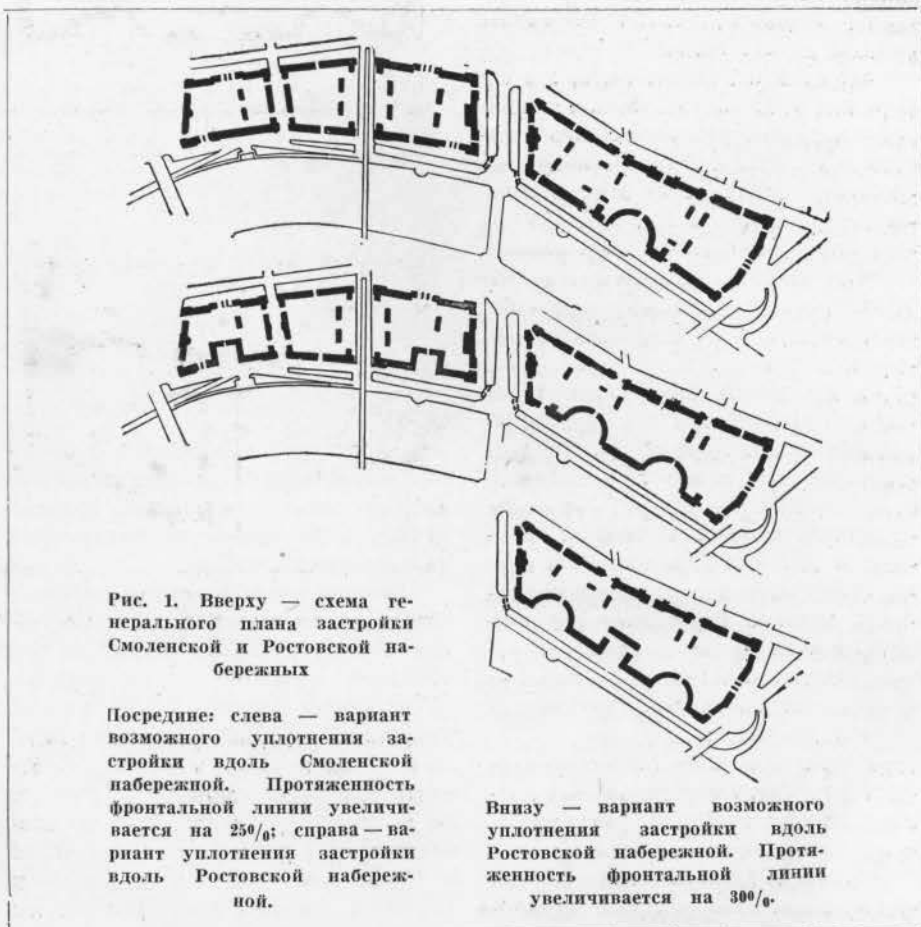 Рис. 1. Вверху — схема ге-
нерального плана застройки
Смоленской и Ростовской на-
бережных
Посредине: слева — вариант
возможного уплотнения за-
стройки вдоль Смоленской
набережной. Протяженность
фронтальной линии увеличи-
вается на 25%; справа — ва-
риант уплотнения застройки
вдоль Ростовской набереж-
ной.
Внизу — вариант возможного
уплотнения застройки вдоль
Ростовской набережной. Протя-
женность фронтальной линии
увеличивается на 30%.